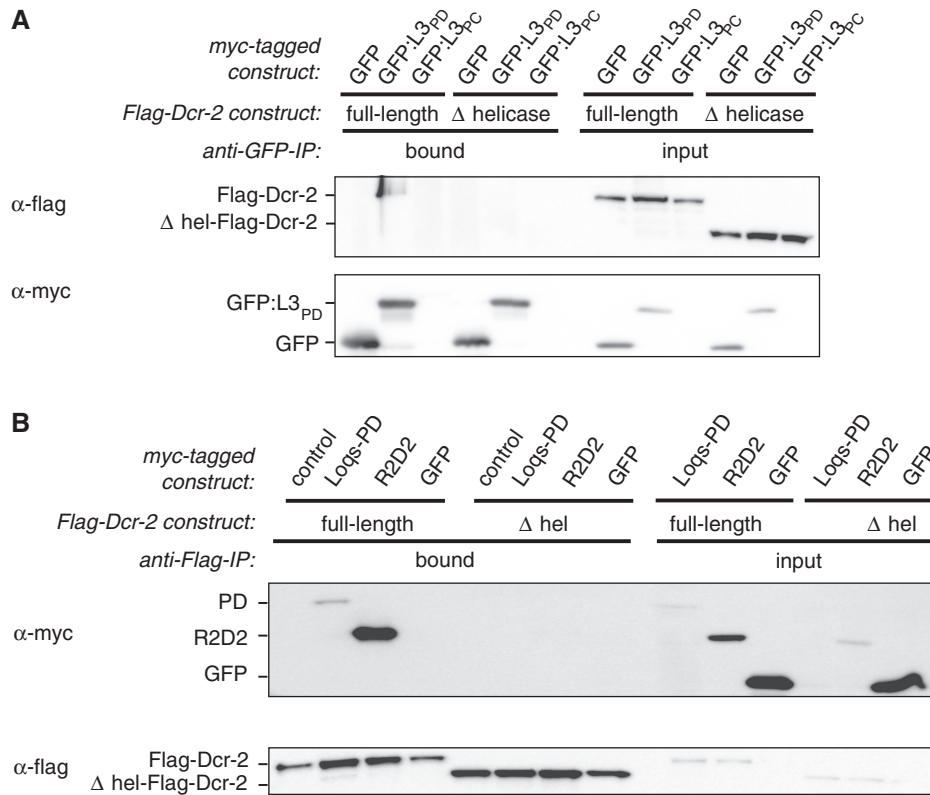 A
myc-tagged construct:
GFP GFP:L3PD GFP:L3PC GFP GFP:L3PD GFP:L3PC GFP GFP:L3PD GFP:L3PC GFP GFP:L3PD GFP:L3PC
Flag-Dcr-2 construct: full-length Δ helicase full-length Δ helicase
anti-GFP-IP: bound input
α-flag
Flag-Dcr-2
Δ hel-Flag-Dcr-2
α-myc
GFP:L3PD
GFP
B
myc-tagged construct:
control Loqs-PD R2D2 GFP control Loqs-PD R2D2 GFP Loqs-PD R2D2 GFP Loqs-PD R2D2 GFP
Flag-Dcr-2 construct: full-length Δ hel full-length Δ hel
anti-Flag-IP: bound input
PD
α-myc
R2D2
GFP
α-flag
Flag-Dcr-2
Δ hel-Flag-Dcr-2